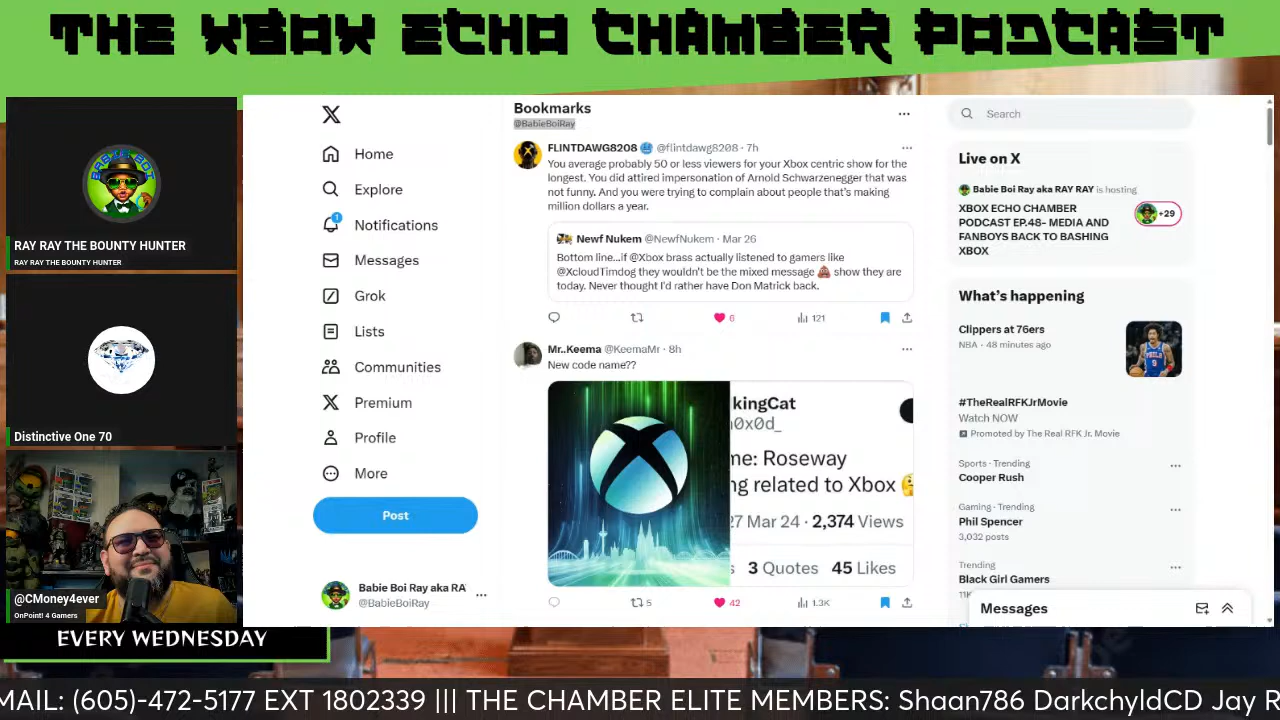 THE XBOX ECHO CHAMBER PODCAST
BABIE BOI
RAY RAY THE BOUNTY HUNTER
RAY RAY THE BOUNTY HUNTER
Distinctive One 70
@CMoney4ever
OnPoint! 4 Gamers
EVERY WEDNESDAY
Home
Explore
1
Notifications
Messages
Grok
Lists
Communities
Premium
Profile
More
Post
Babie Boi Ray aka RA
@BabieBoiRay
Bookmarks
@BabieBoiRay
FLINTDAWG8208 @flintdawg8208 · 7h
You average probably 50 or less viewers for your Xbox centric show for the
longest. You did attired impersonation of Arnold Schwarzenegger that was
not funny. And you were trying to complain about people that's making
million dollars a year.
Newf Nukem @NewfNukem · Mar 26
Bottom line...if @Xbox brass actually listened to gamers like
@XcloudTimdog they wouldn't be the mixed message 💩 show they are
today. Never thought I'd rather have Don Matrick back.
6
121
Mr..Keema @KeemaMr · 8h
New code name??
kingCat
n0x0d_
me: Roseway
ng related to Xbox 🤔
27 Mar 24 · 2,374 Views
s 3 Quotes 45 Likes
5
42
1.3K
Search
Live on X
Babie Boi Ray aka RAY RAY is hosting
XBOX ECHO CHAMBER
PODCAST EP.48- MEDIA AND
FANBOYS BACK TO BASHING
XBOX
+29
What's happening
Clippers at 76ers
NBA · 48 minutes ago
#TheRealRFKJrMovie
Watch NOW
Promoted by The Real RFK Jr. Movie
Sports · Trending
Cooper Rush
Gaming · Trending
Phil Spencer
3,032 posts
Trending
Black Girl Gamers
Messages
MAIL: (605)-472-5177 EXT 1802339 ||| THE CHAMBER ELITE MEMBERS: Shaan786 DarkchyldCD Jay R